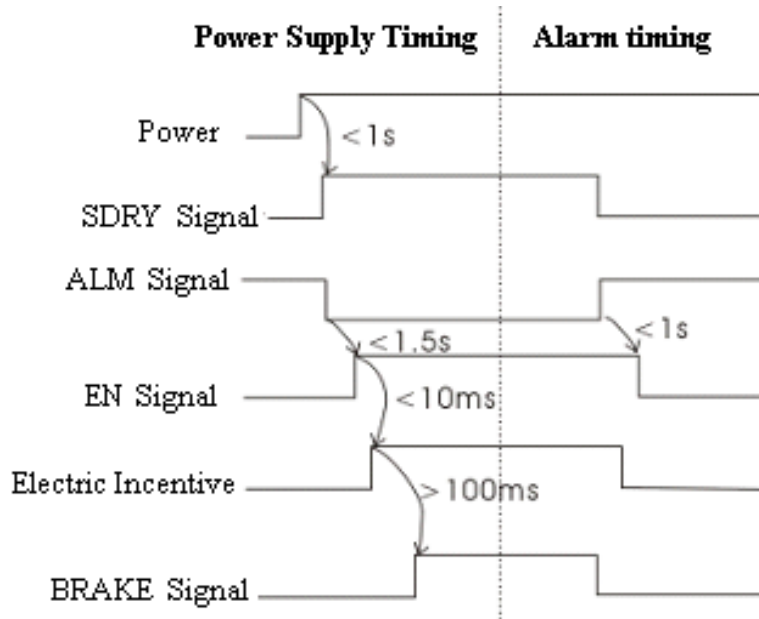 Power Supply Timing Alarm timing
Power
<1s
SDRY Signal
ALM Signal
<1.5s
<1s
EN Signal
<10ms
Electric Incentive
>100ms
BRAKE Signal